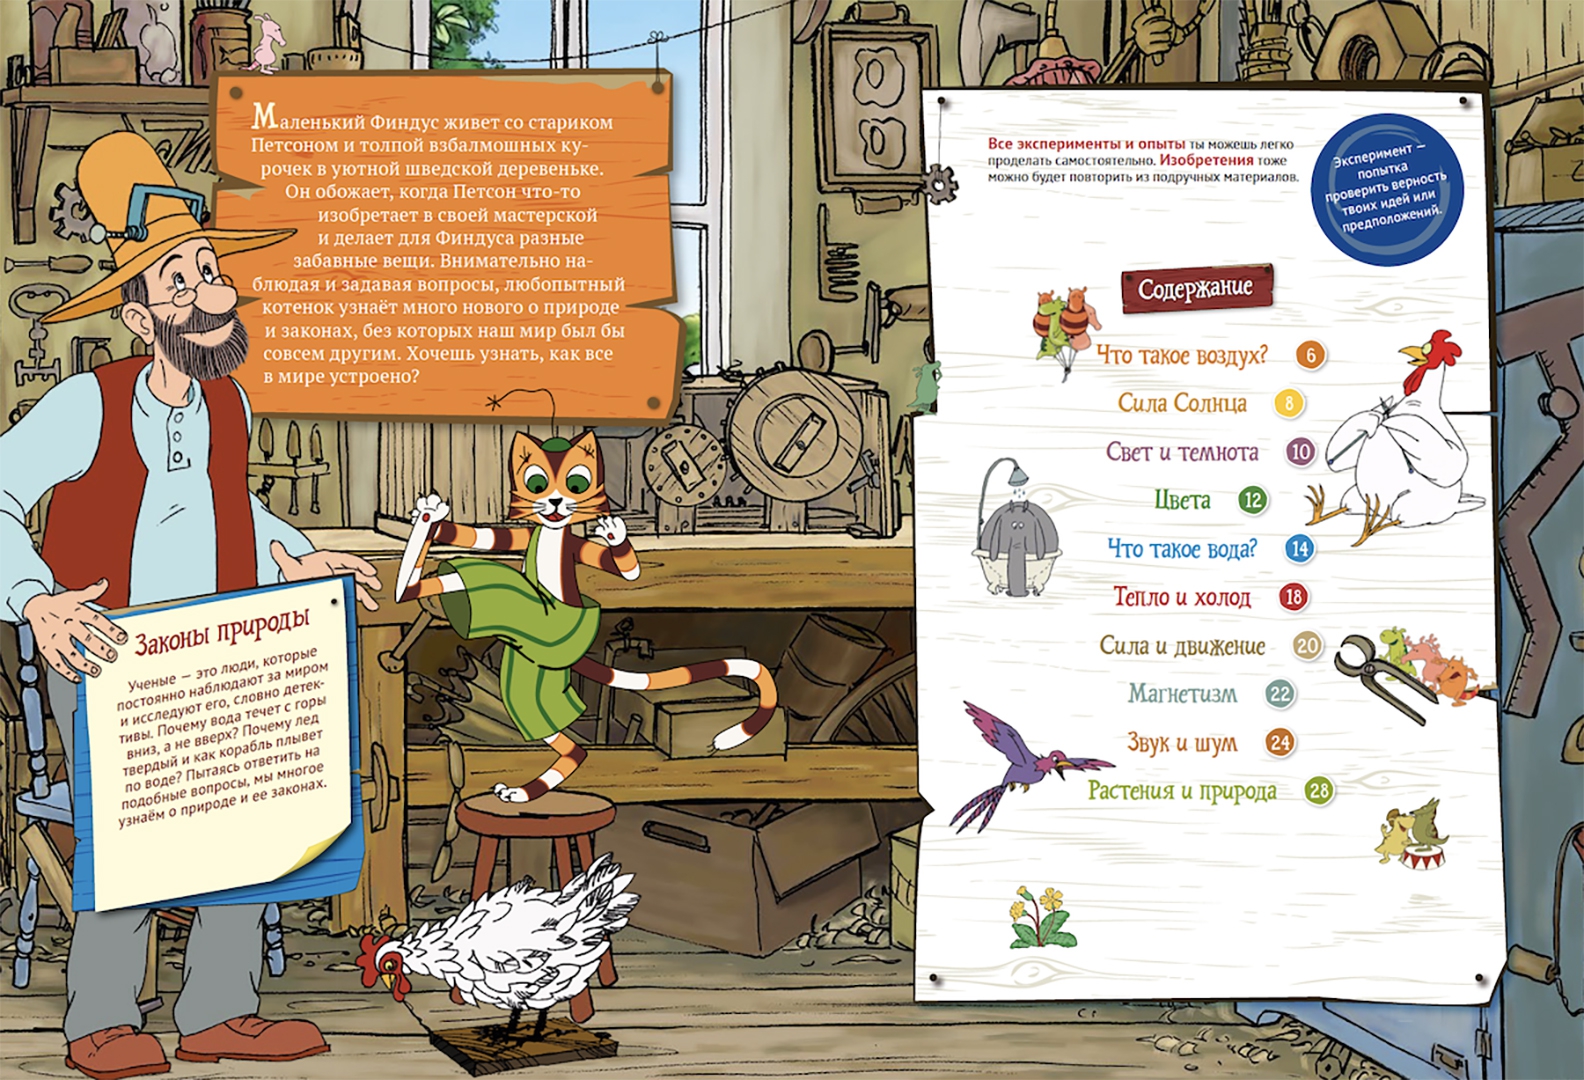 Маленький Финдус живет со стариком
Петсоном и толпой взбалмошных ку-
рочек в уютной шведской деревеньке.
Он обожает, когда Петсон что-то
изобретает в своей мастерской
и делает для Финдуса разные
забавные вещи. Внимательно на-
блюдая и задавая вопросы, любопытный
котенок узнаёт много нового о природе
и законах, без которых наш мир был бы
совсем другим. Хочешь узнать, как все
в мире устроено?
Законы природы
Ученые — это люди, которые
постоянно наблюдают за миром
и исследуют его, словно детек-
тивы. Почему вода течет с горы
вниз, а не вверх? Почему лед
твердый и как корабль плывет
по воде? Пытаясь ответить на
подобные вопросы, мы многое
узнаём о природе и ее законах.
Все эксперименты и опыты ты можешь легко
проделать самостоятельно. Изобретения тоже
можно будет повторить из подручных материалов.
Эксперимент —
попытка
проверить верность
твоих идей или
предположений.
Содержание
Что такое воздух? 6
Сила Солнца 8
Свет и темнота 10
Цвета 12
Что такое вода? 14
Тепло и холод 18
Сила и движение 20
Магнетизм 22
Звук и шум 24
Растения и природа 28